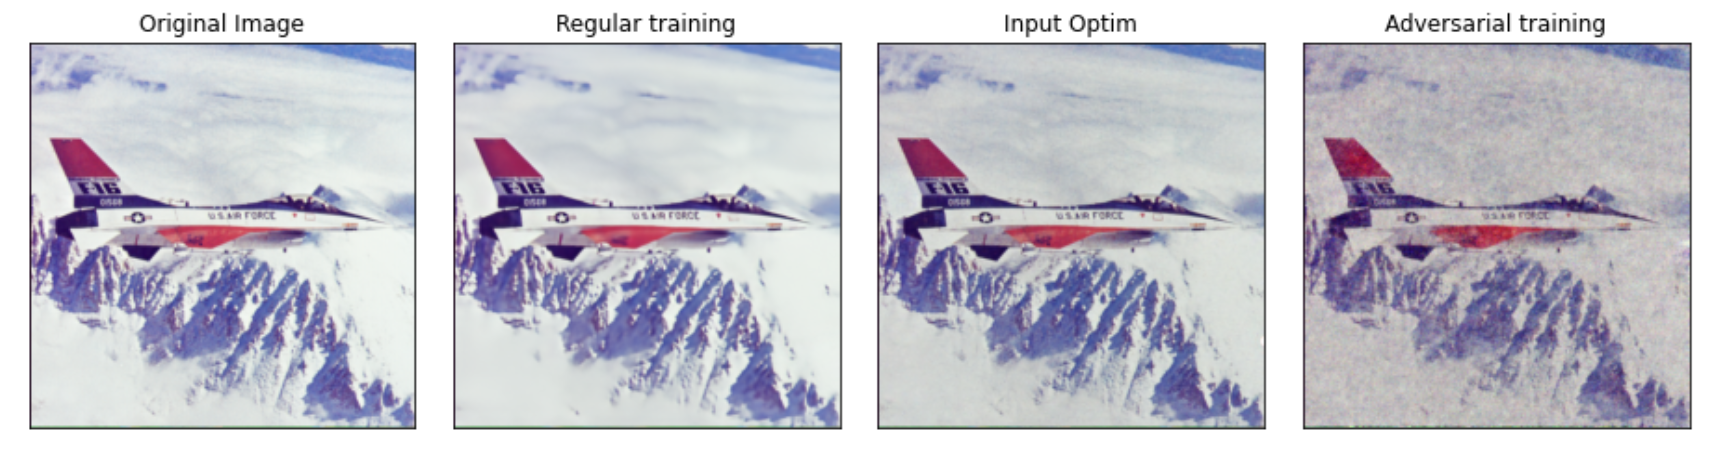 Original Image
Regular training
Input Optim
Adversarial training
F-16
01568
U.S. AIR FORCE
F-16
01568
U.S. AIR FORCE
F-16
01568
U.S. AIR FORCE
F-16
01568
U.S. AIR FORCE